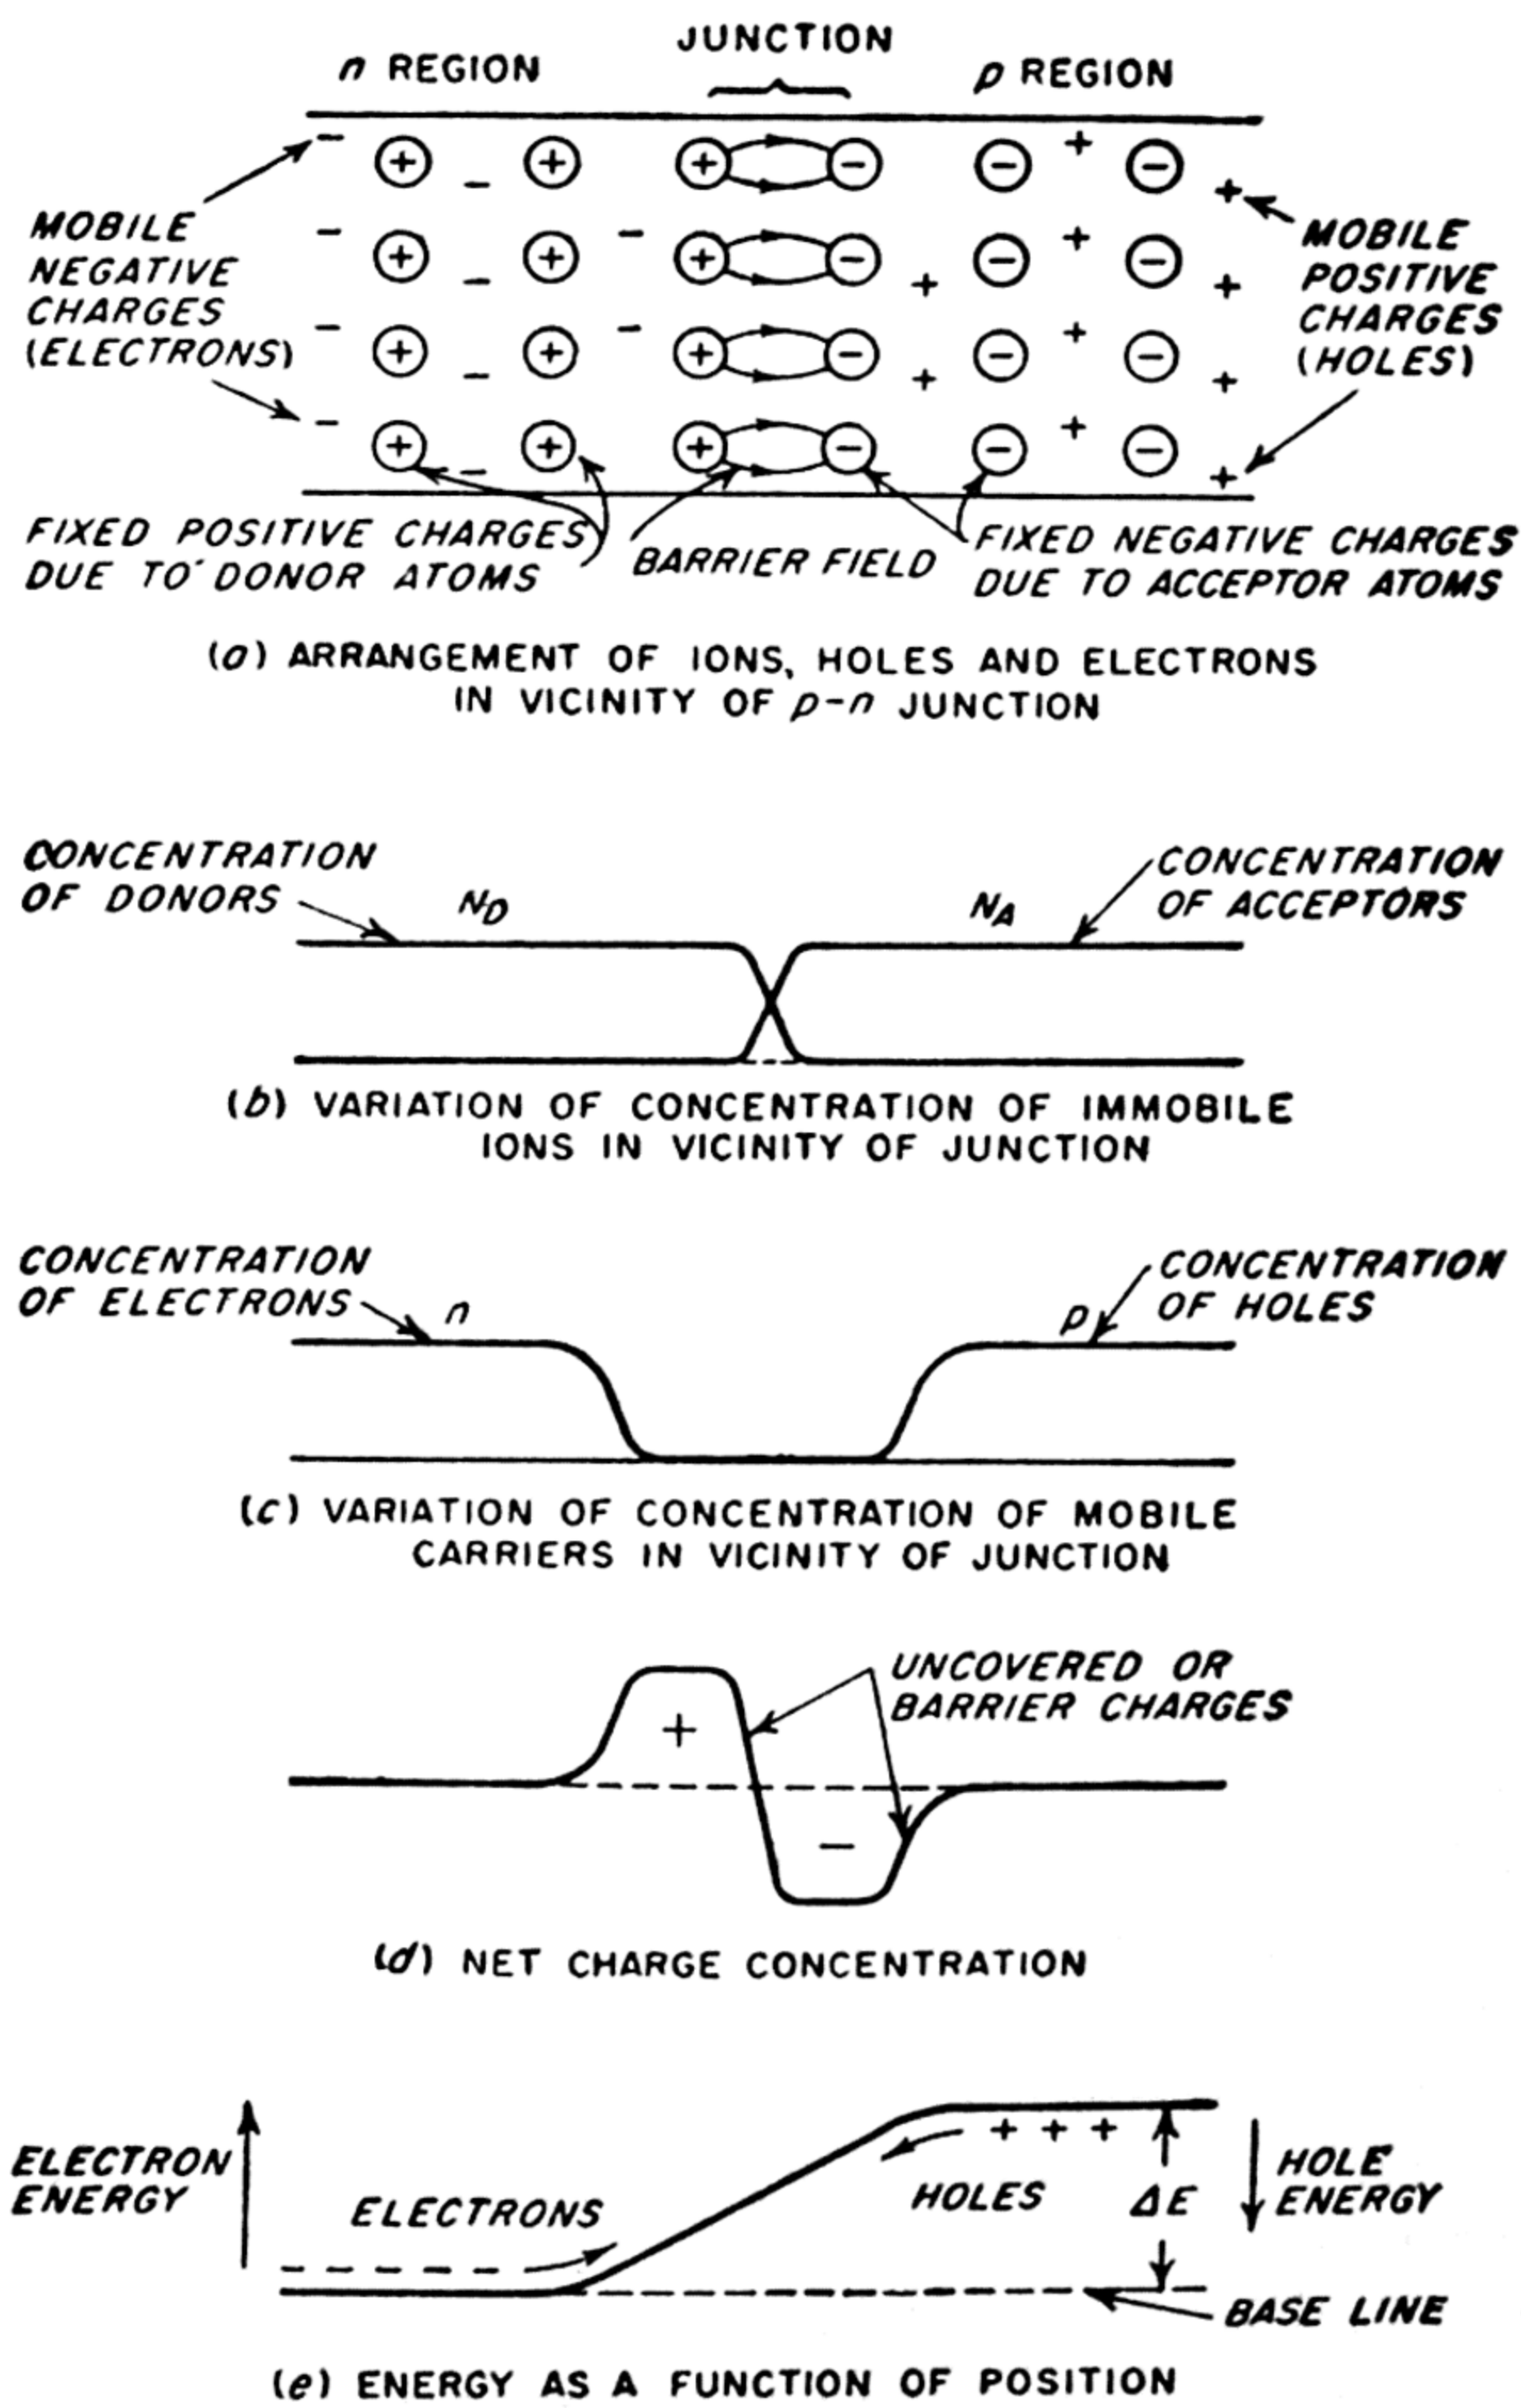 JUNCTION
n REGION
p REGION
MOBILE
NEGATIVE
CHARGES
(ELECTRONS)
MOBILE
POSITIVE
CHARGES
(HOLES)
FIXED POSITIVE CHARGES
DUE TO DONOR ATOMS
BARRIER FIELD
FIXED NEGATIVE CHARGES
DUE TO ACCEPTOR ATOMS
(a) ARRANGEMENT OF IONS, HOLES AND ELECTRONS
IN VICINITY OF p-n JUNCTION
CONCENTRATION
OF DONORS
ND
NA
CONCENTRATION
OF ACCEPTORS
(b) VARIATION OF CONCENTRATION OF IMMOBILE
IONS IN VICINITY OF JUNCTION
CONCENTRATION
OF ELECTRONS
n
p
CONCENTRATION
OF HOLES
(c) VARIATION OF CONCENTRATION OF MOBILE
CARRIERS IN VICINITY OF JUNCTION
UNCOVERED OR
BARRIER CHARGES
+
−
(d) NET CHARGE CONCENTRATION
ELECTRON
ENERGY
ELECTRONS
+ + +
HOLES
ΔE
HOLE
ENERGY
BASE LINE
(e) ENERGY AS A FUNCTION OF POSITION